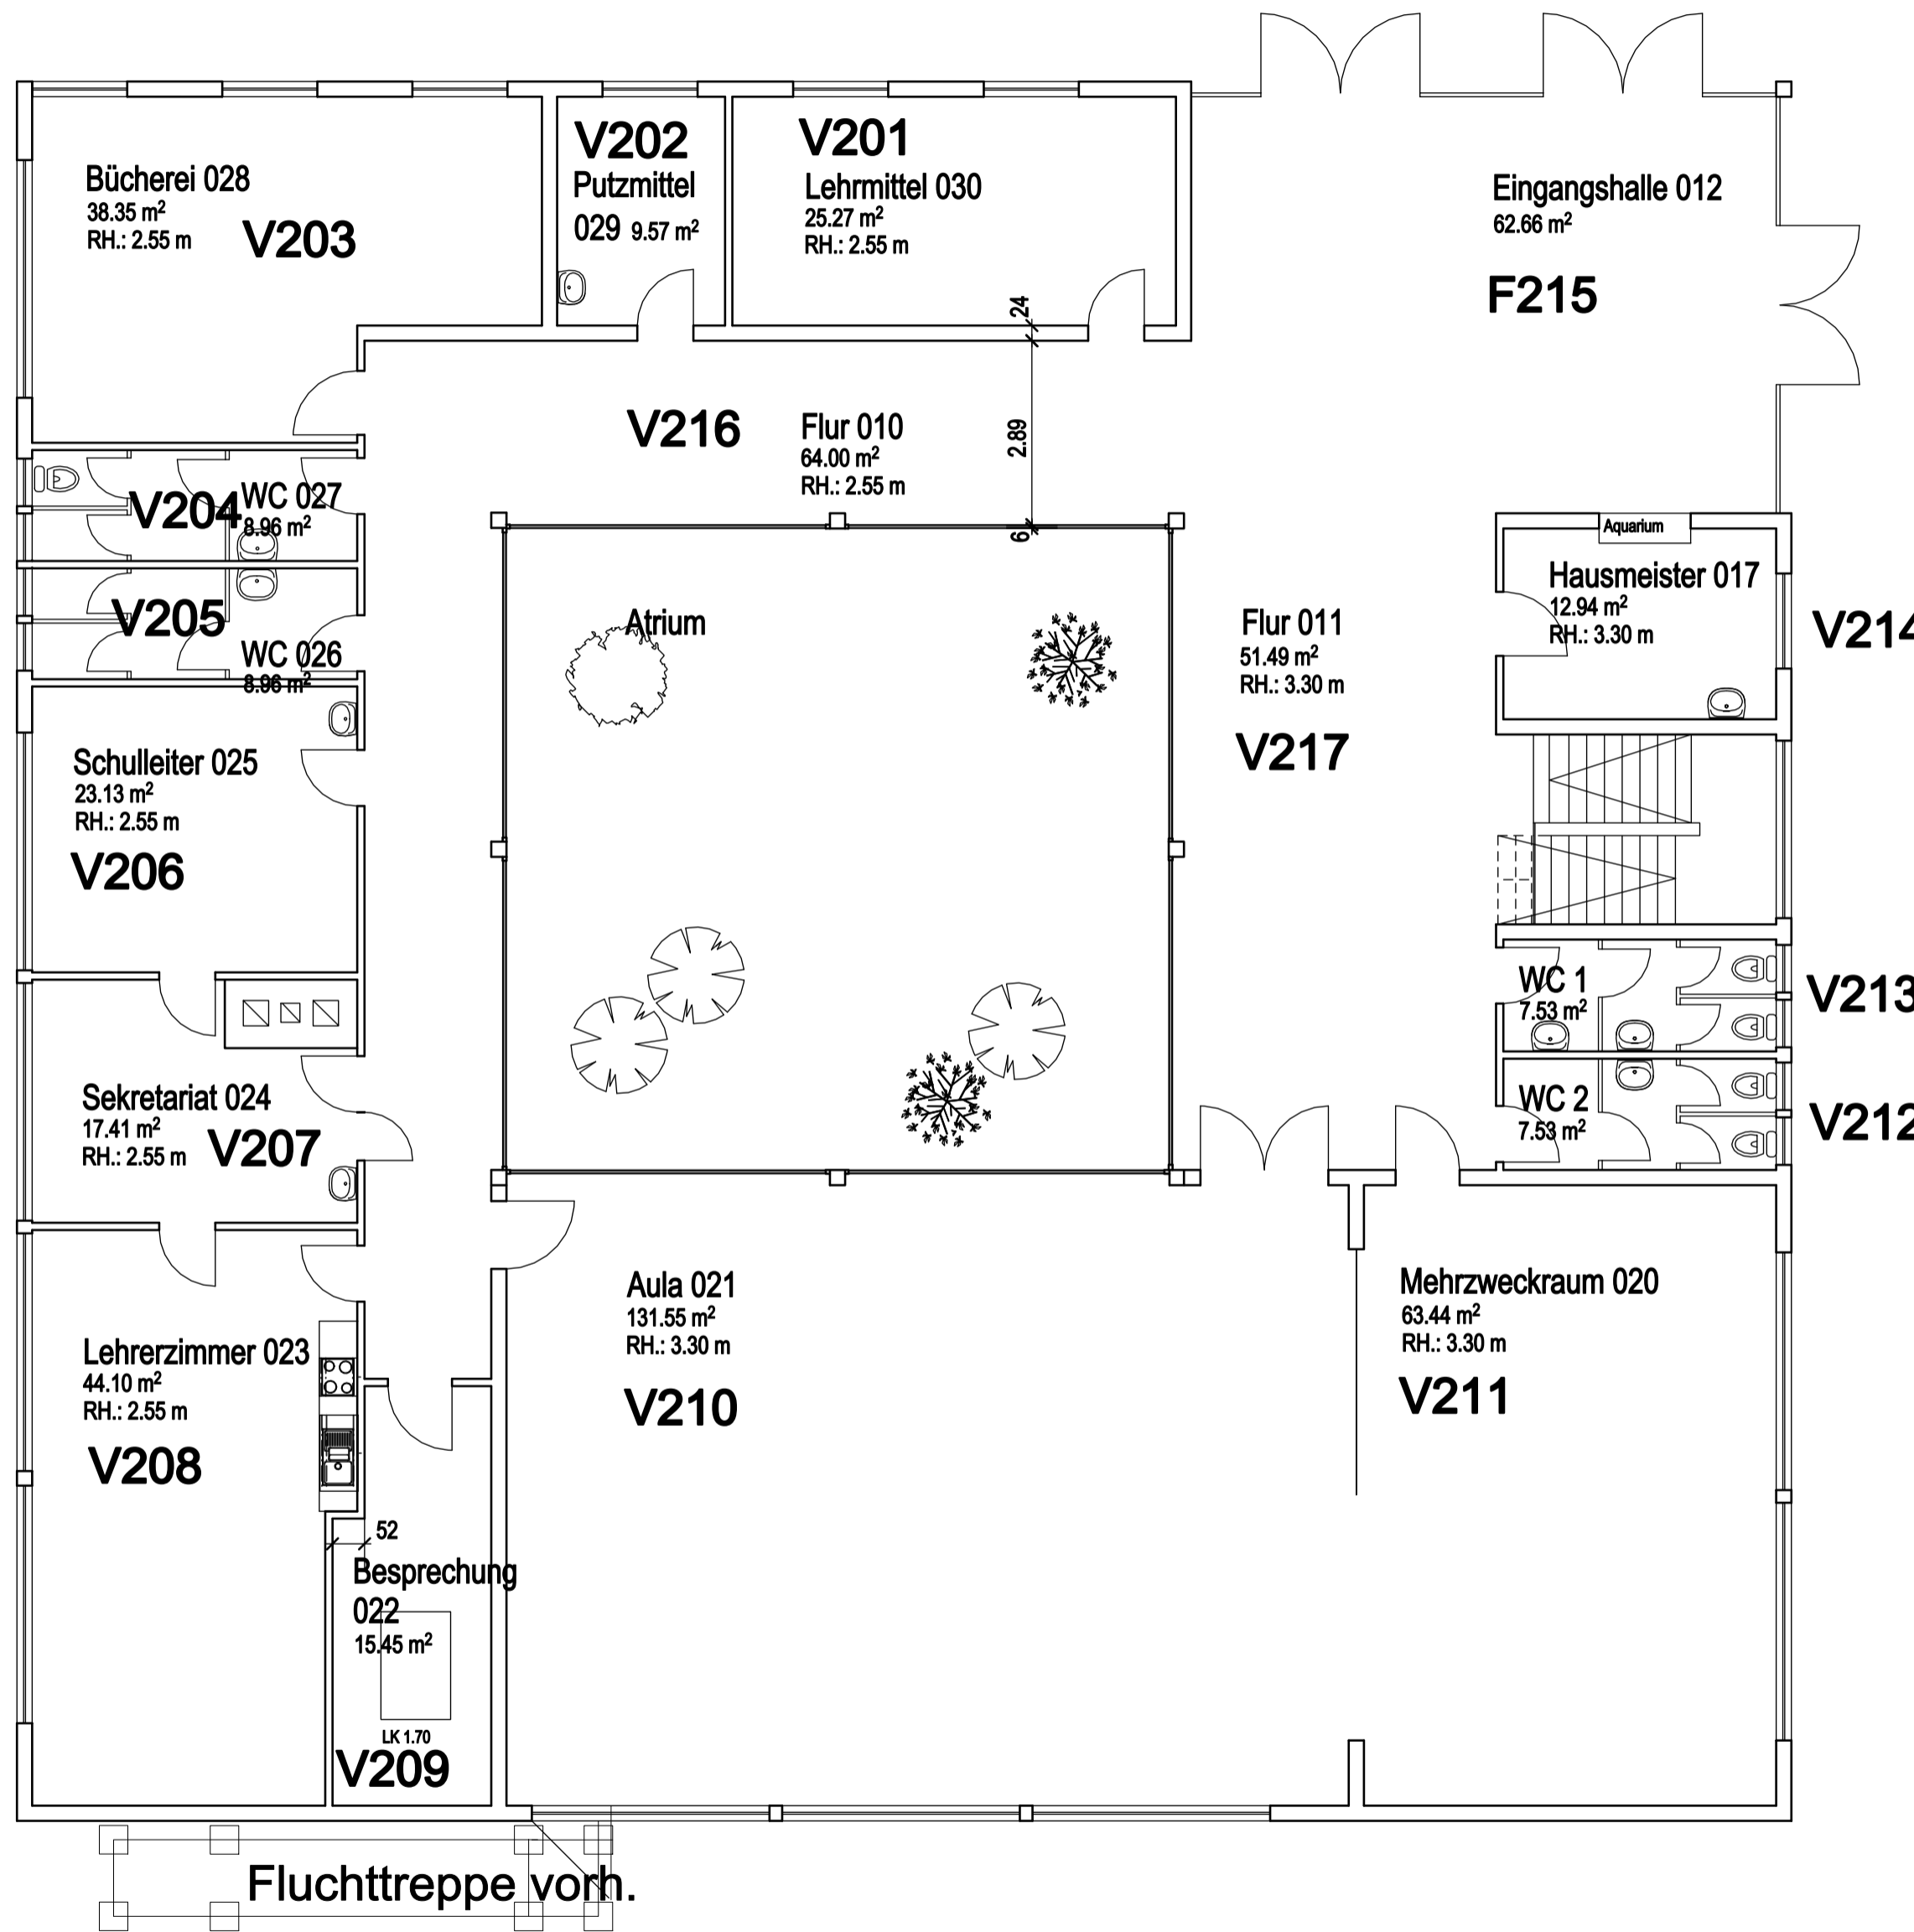 Bücherei 028
38.35 m²
RH.: 2.55 m
V203
V202
Putzmittel
029 9.57 m²
V201
Lehrmittel 030
25.27 m²
RH.: 2.55 m
Eingangshalle 012
62.66 m²
F215
24
2.89
6
V216
Flur 010
64.00 m²
RH.: 2.55 m
V204
WC 027
8.96 m²
V205
WC 026
8.96 m²
Atrium
Flur 011
51.49 m²
RH.: 3.30 m
V217
Aquarium
Hausmeister 017
12.94 m²
RH.: 3.30 m
V214
Schulleiter 025
23.13 m²
RH.: 2.55 m
V206
WC 1
7.53 m²
V213
WC 2
7.53 m²
V212
Sekretariat 024
17.41 m²
RH.: 2.55 m
V207
Lehrerzimmer 023
44.10 m²
RH.: 2.55 m
V208
Aula 021
131.55 m²
RH.: 3.30 m
V210
Mehrzweckraum 020
63.44 m²
RH.: 3.30 m
V211
52
Besprechung
022
15.45 m²
LK 1.70
V209
Fluchttreppe vorh.